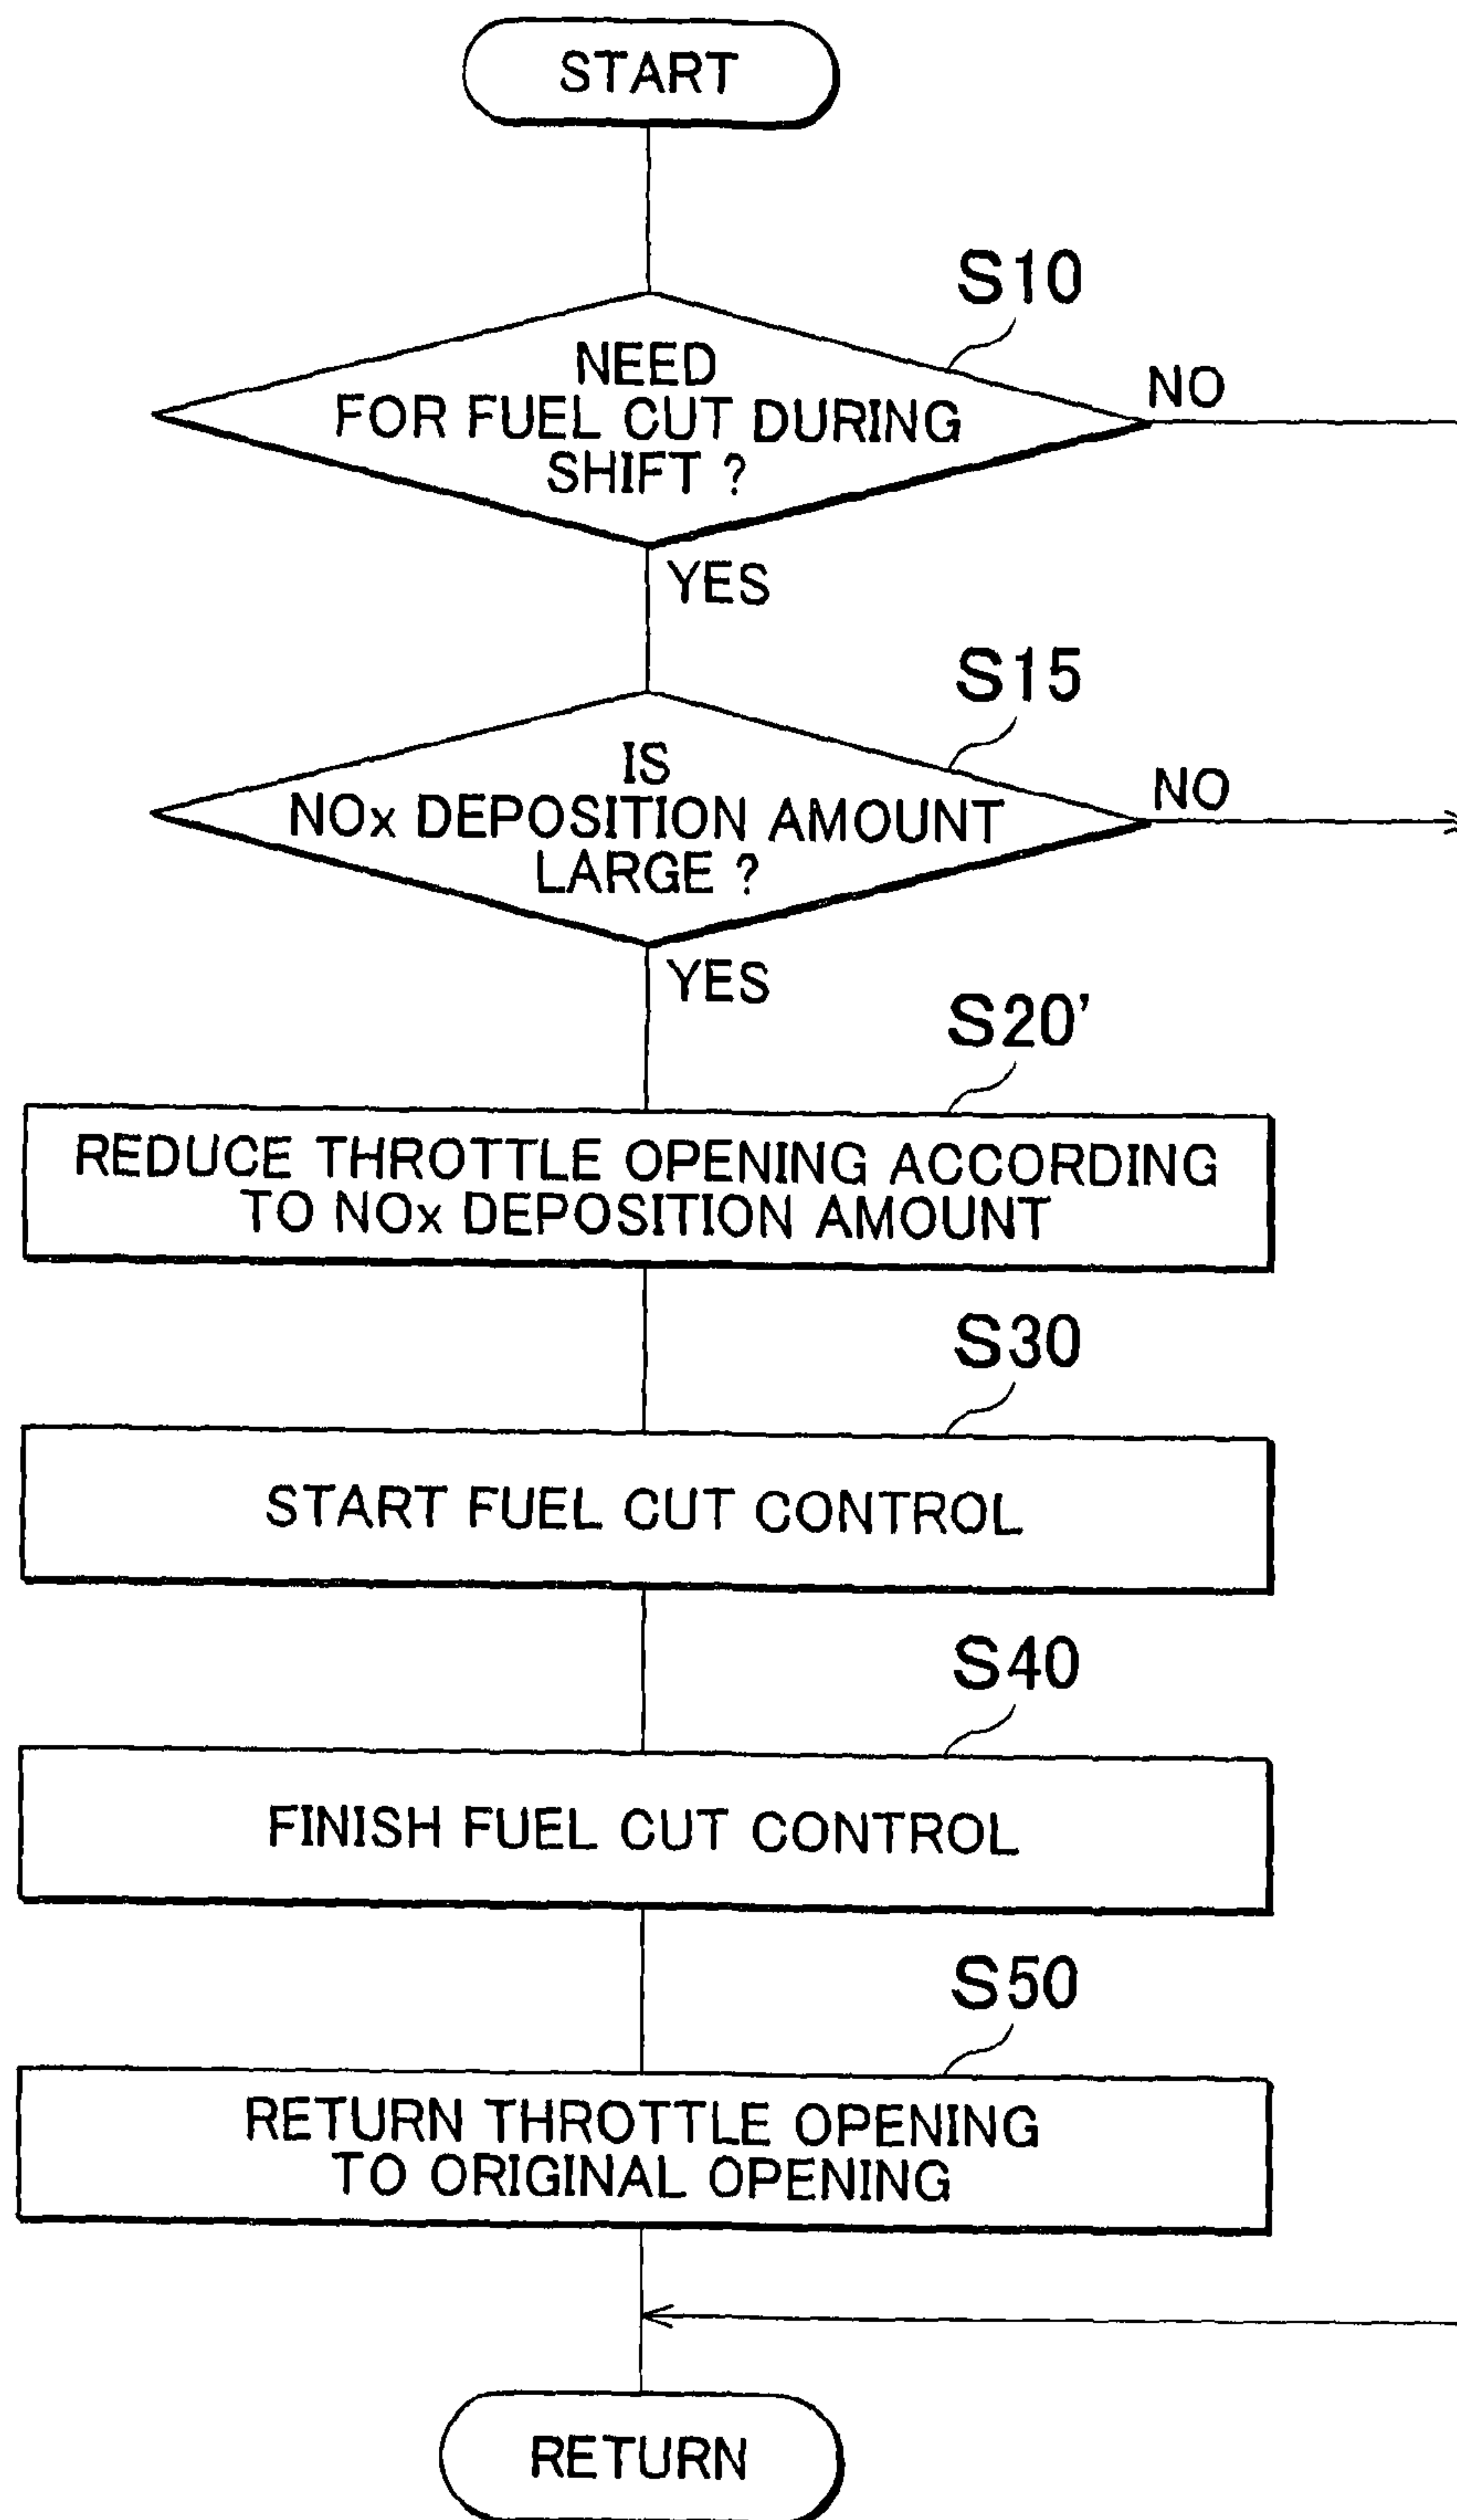 START
S10
NEED
FOR FUEL CUT DURING
SHIFT ?
NO
YES
S15
IS
NOx DEPOSITION AMOUNT
LARGE ?
NO
YES
S20'
REDUCE THROTTLE OPENING ACCORDING
TO NOx DEPOSITION AMOUNT
S30
START FUEL CUT CONTROL
S40
FINISH FUEL CUT CONTROL
S50
RETURN THROTTLE OPENING
TO ORIGINAL OPENING
RETURN